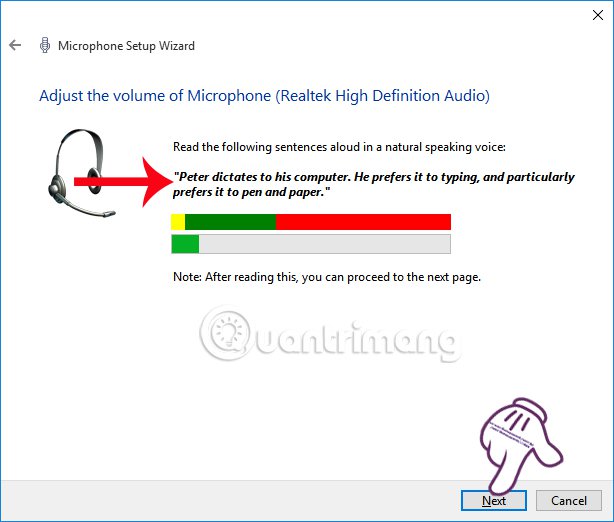 Microphone Setup Wizard
Adjust the volume of Microphone (Realtek High Definition Audio)
Read the following sentences aloud in a natural speaking voice:
"Peter dictates to his computer. He prefers it to typing, and particularly
prefers it to pen and paper."
Note: After reading this, you can proceed to the next page.
Quantrimang
Next
Cancel